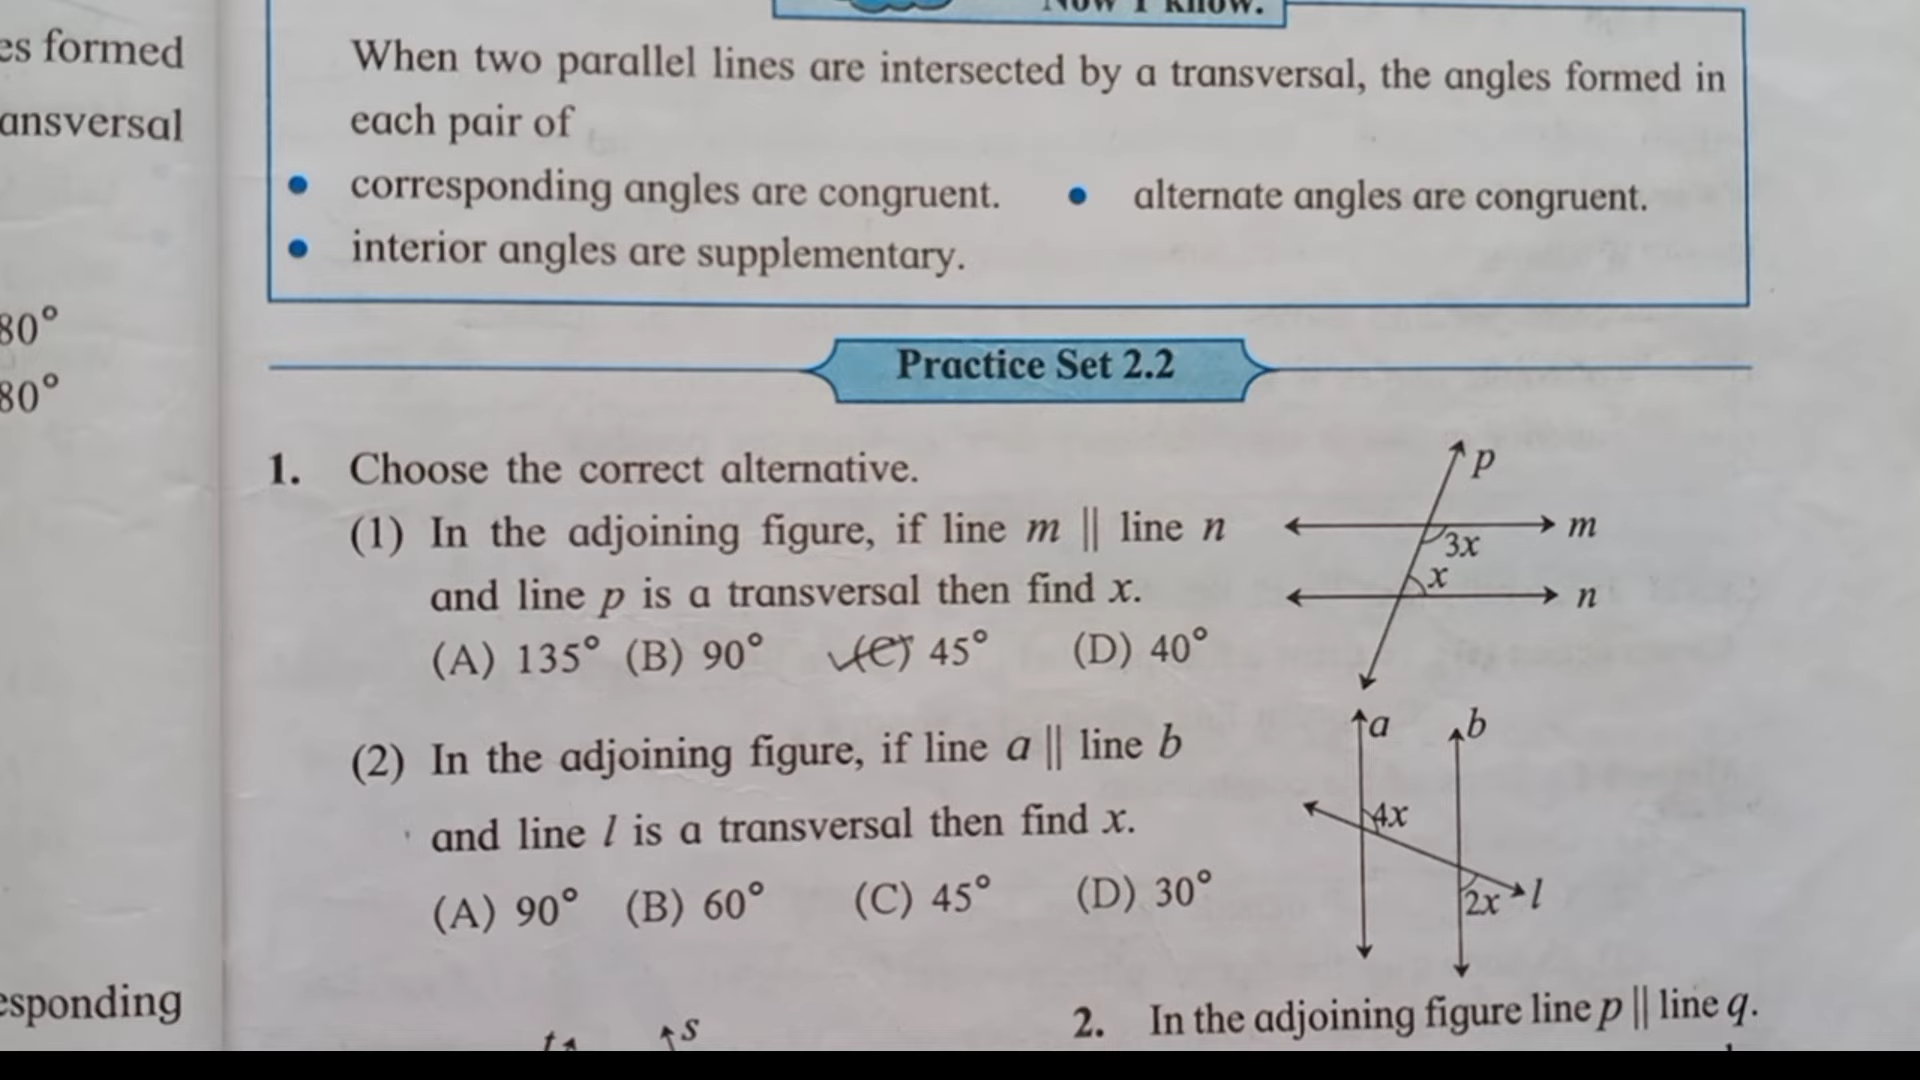 es formed
ansversal
80°
80°
esponding
Now I know.
When two parallel lines are intersected by a transversal, the angles formed in
each pair of
• corresponding angles are congruent. • alternate angles are congruent.
• interior angles are supplementary.
Practice Set 2.2
1. Choose the correct alternative.
(1) In the adjoining figure, if line m || line n
and line p is a transversal then find x.
(A) 135° (B) 90° (C) 45° (D) 40°
p
m
3x
x
n
(2) In the adjoining figure, if line a || line b
and line l is a transversal then find x.
(A) 90° (B) 60° (C) 45° (D) 30°
a
b
4x
2x
l
t
s
2. In the adjoining figure line p || line q.